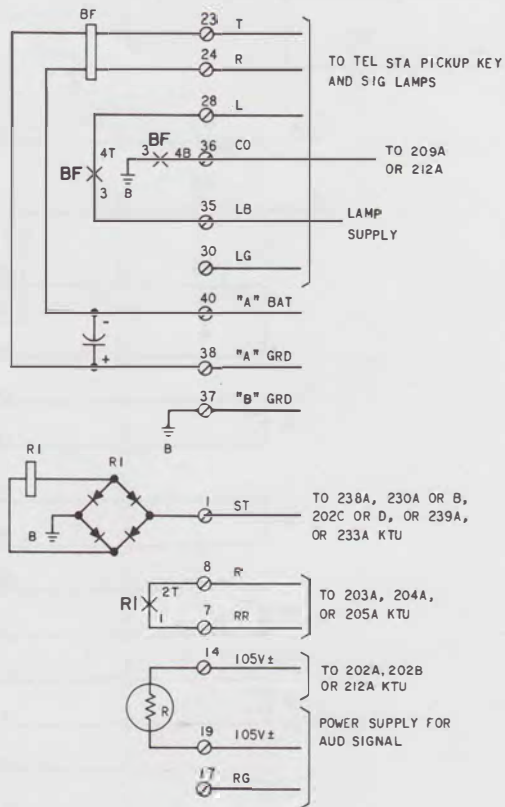 BF
23 T
24 R
TO TEL STA PICKUP KEY
AND SIG LAMPS
28 L
BF
36 CO
4T
3
4B
BF
3
B
TO 209A
OR 212A
35 LB
LAMP
SUPPLY
30 LG
40 "A" BAT
-
+
38 "A" GRD
37 "B" GRD
B
RI
RI
B
1 ST
TO 238A, 230A OR B,
202C OR D, OR 239A,
OR 233A KTU
8 R
RI
2T
1
7 RR
TO 203A, 204A,
OR 205A KTU
14 105V±
TO 202A, 202B
OR 212A KTU
R
19 105V±
POWER SUPPLY FOR
AUD SIGNAL
17 RG